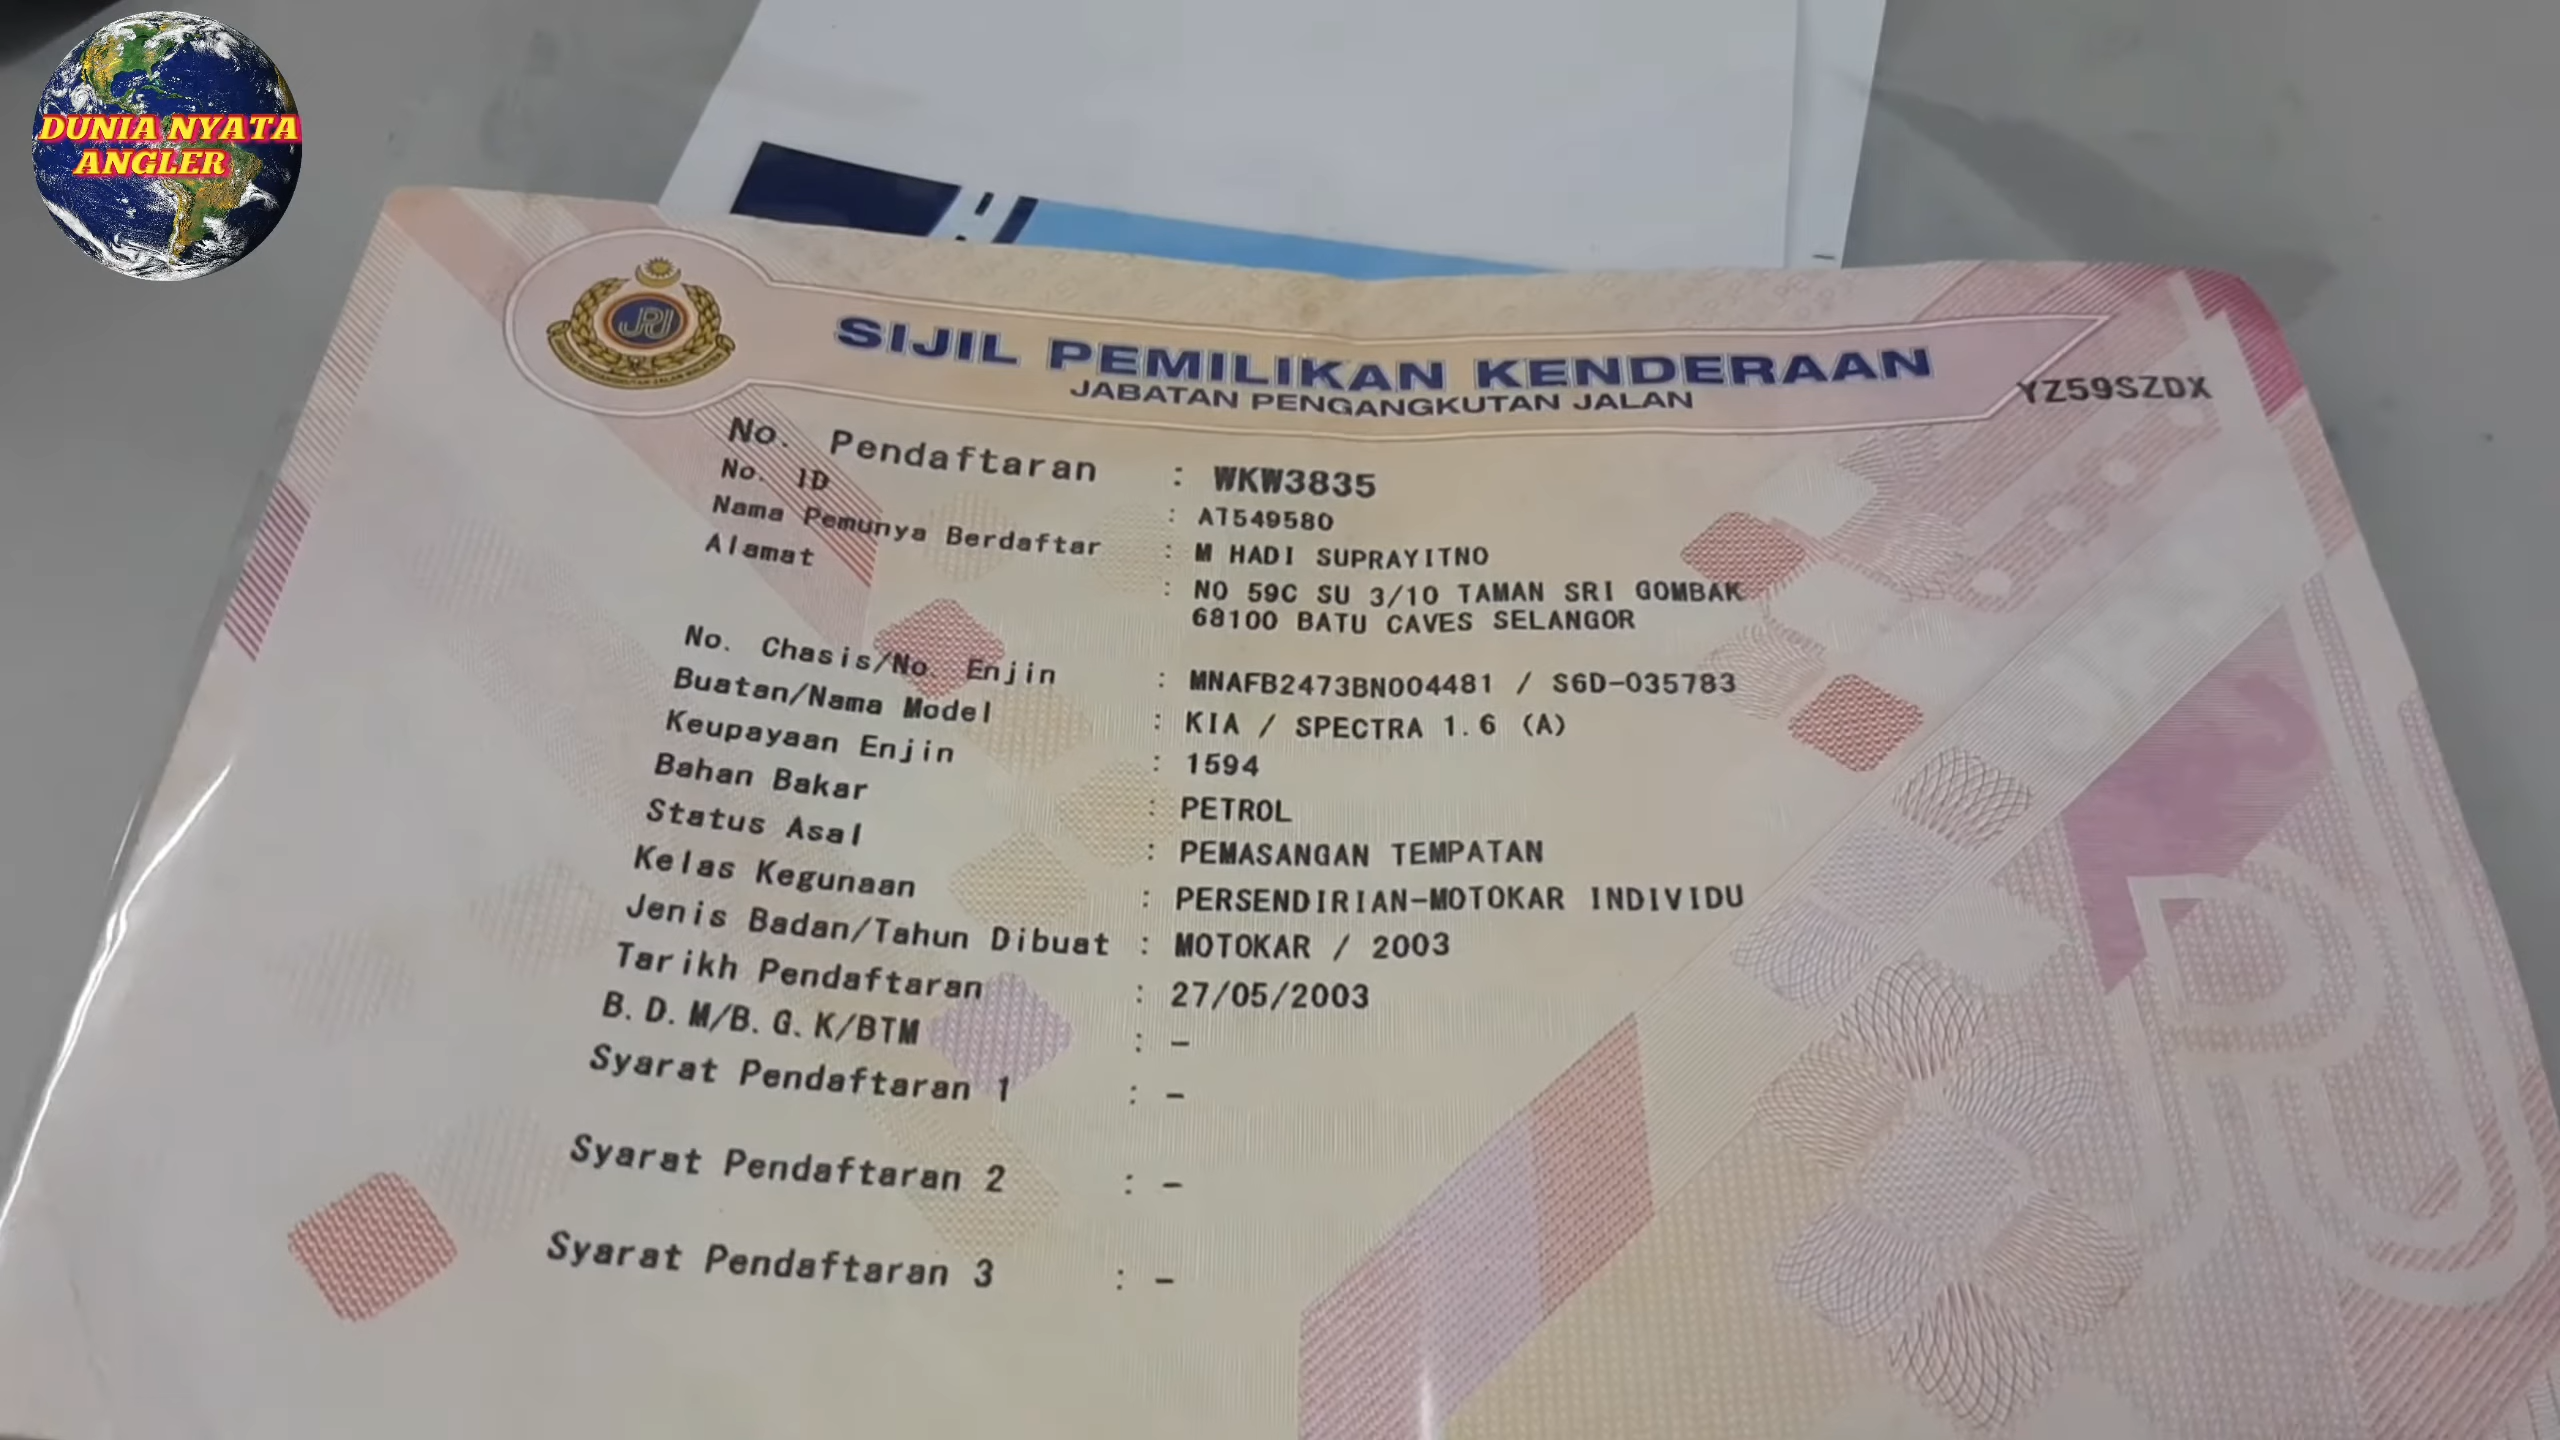 DUNIA NYATA
ANGLER
SIJIL PEMILIKAN KENDERAAN
JABATAN PENGANGKUTAN JALAN
YZ59SZDX
No. Pendaftaran : WKW3835
No. ID : AT549580
Nama Pemunya Berdaftar : M HADI SUPRAYITNO
Alamat : NO 59C SU 3/10 TAMAN SRI GOMBAK
68100 BATU CAVES SELANGOR
No. Chasis/No. Enjin : MNAFB2473BN004481 / S6D-035783
Buatan/Nama Model : KIA / SPECTRA 1.6 (A)
Keupayaan Enjin : 1594
Bahan Bakar : PETROL
Status Asal : PEMASANGAN TEMPATAN
Kelas Kegunaan : PERSENDIRIAN-MOTOKAR INDIVIDU
Jenis Badan/Tahun Dibuat : MOTOKAR / 2003
Tarikh Pendaftaran : 27/05/2003
B.D.M/B.G.K/BTM : -
Syarat Pendaftaran 1 : -
Syarat Pendaftaran 2 : -
Syarat Pendaftaran 3 : -